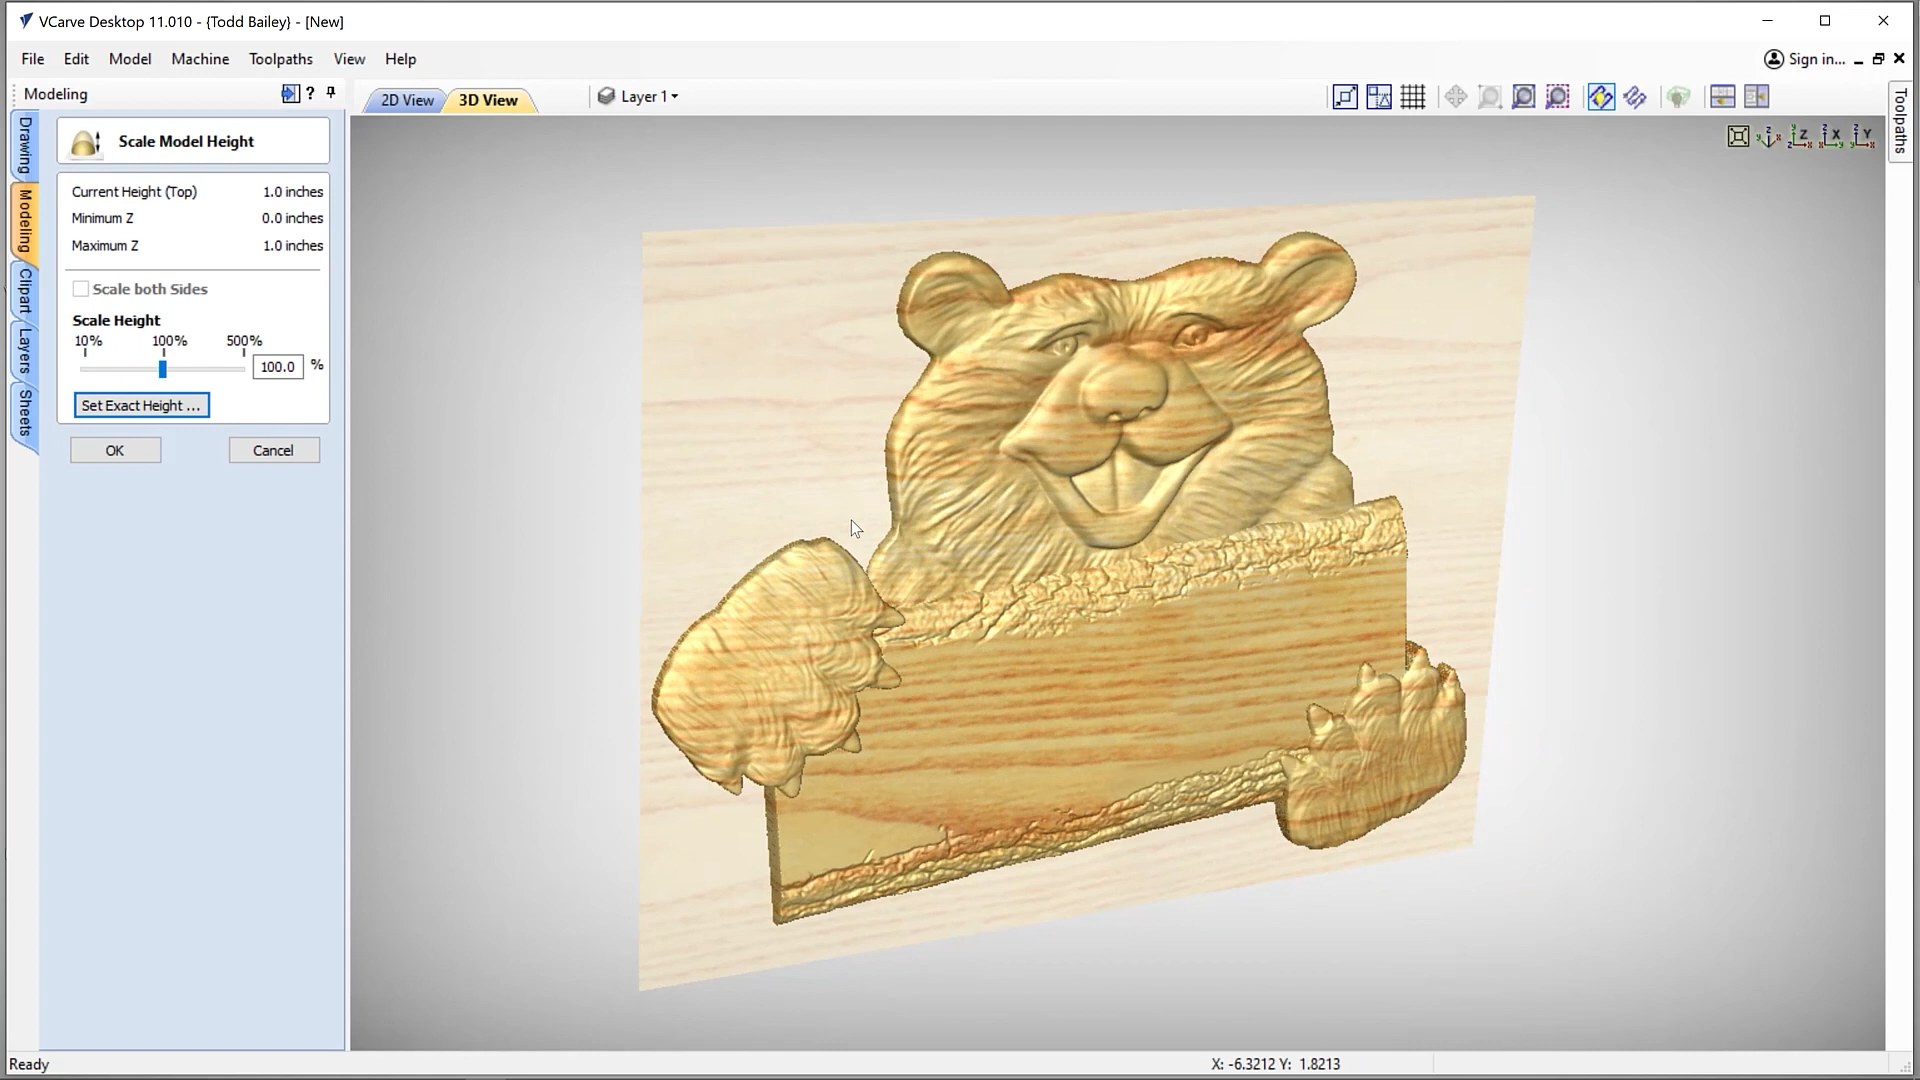 VCarve Desktop 11.010 - {Todd Bailey} - [New]
File Edit Model Machine Toolpaths View Help
Sign in...
Modeling ?
2D View 3D View Layer 1
Toolpaths
Drawing
Modeling
Clipart
Layers
Sheets
Scale Model Height
Current Height (Top) 1.0 inches
Minimum Z 0.0 inches
Maximum Z 1.0 inches
Scale both Sides
Scale Height
10% 100% 500%
100.0 %
Set Exact Height ...
OK Cancel
Ready
X: -6.3212 Y: 1.8213